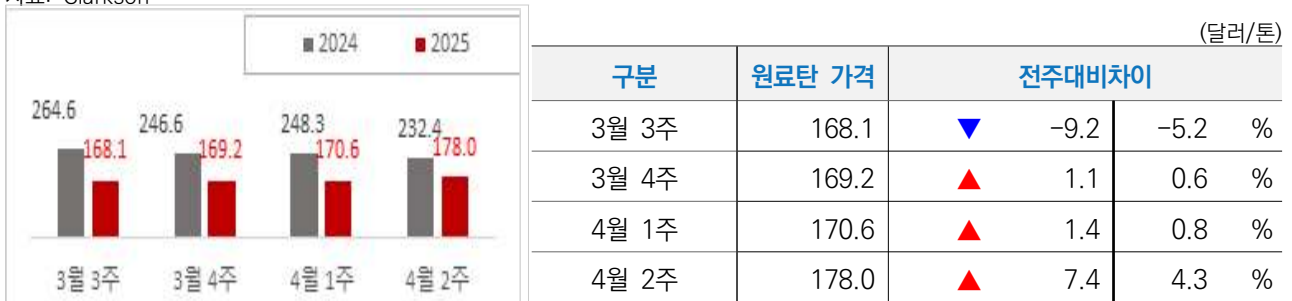 자료: Clarkson
■ 2024 ■ 2025
264.6 168.1 246.6 169.2 248.3 170.6 232.4 178.0
3월 3주 3월 4주 4월 1주 4월 2주
(달러/톤)
구분 원료탄 가격 전주대비차이
3월 3주 168.1 ▼ -9.2 -5.2 %
3월 4주 169.2 ▲ 1.1 0.6 %
4월 1주 170.6 ▲ 1.4 0.8 %
4월 2주 178.0 ▲ 7.4 4.3 %